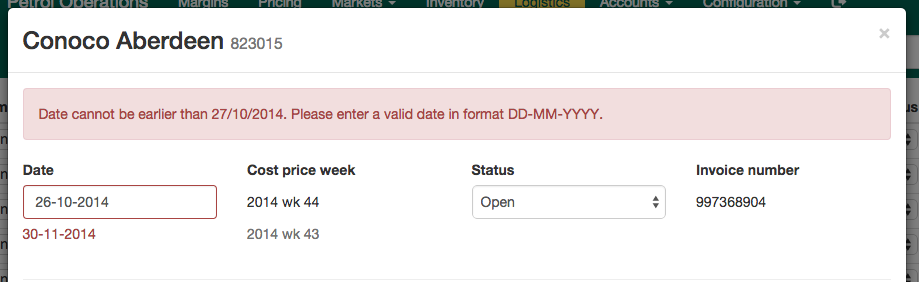 Petrol Operations Margins Pricing Markets Inventory Logistics Accounts Configuration
Conoco Aberdeen 823015 ×
Date cannot be earlier than 27/10/2014. Please enter a valid date in format DD-MM-YYYY.
Date Cost price week Status Invoice number
26-10-2014 2014 wk 44 Open 997368904
30-11-2014 2014 wk 43